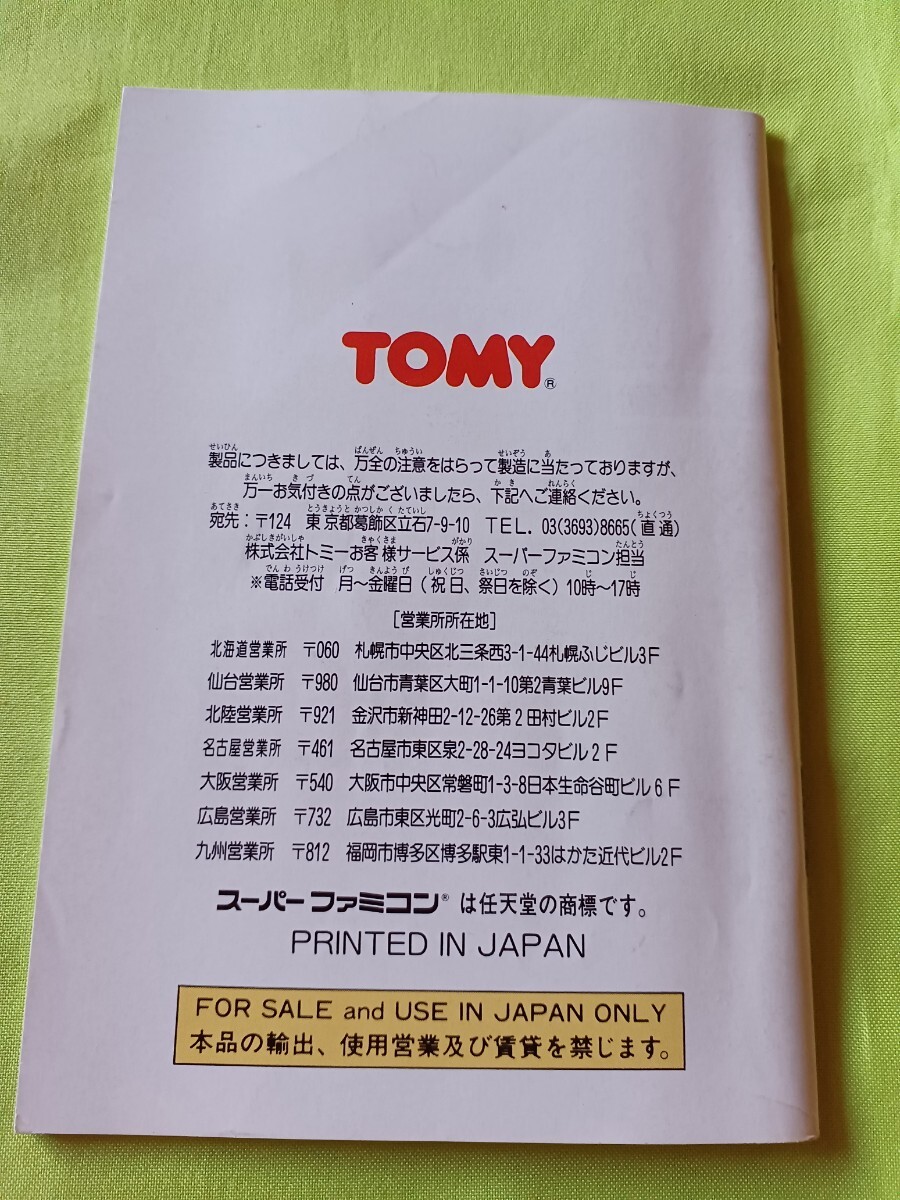 TOMY®
製品につきましては、万全の注意をはらって製造に当たっておりますが、
万一お気付きの点がございましたら、下記へご連絡ください。
宛先:〒124 東京都葛飾区立石7-9-10 TEL. 03(3693)8665(直通)
株式会社トミーお客様サービス係 スーパーファミコン担当
※電話受付 月〜金曜日(祝日、祭日を除く)10時〜17時
[営業所所在地]
北海道営業所 〒060 札幌市中央区北三条西3-1-44札幌ふじビル3F
仙台営業所 〒980 仙台市青葉区大町1-1-10第2青葉ビル9F
北陸営業所 〒921 金沢市新神田2-12-26第2田村ビル2F
名古屋営業所 〒461 名古屋市東区泉2-28-24ヨコタビル2F
大阪営業所 〒540 大阪市中央区常磐町1-3-8日本生命谷町ビル6F
広島営業所 〒732 広島市東区光町2-6-3広弘ビル3F
九州営業所 〒812 福岡市博多区博多駅東1-1-33はかた近代ビル2F
スーパーファミコン®は任天堂の商標です。
PRINTED IN JAPAN
FOR SALE and USE IN JAPAN ONLY
本品の輸出、使用営業及び賃貸を禁じます。